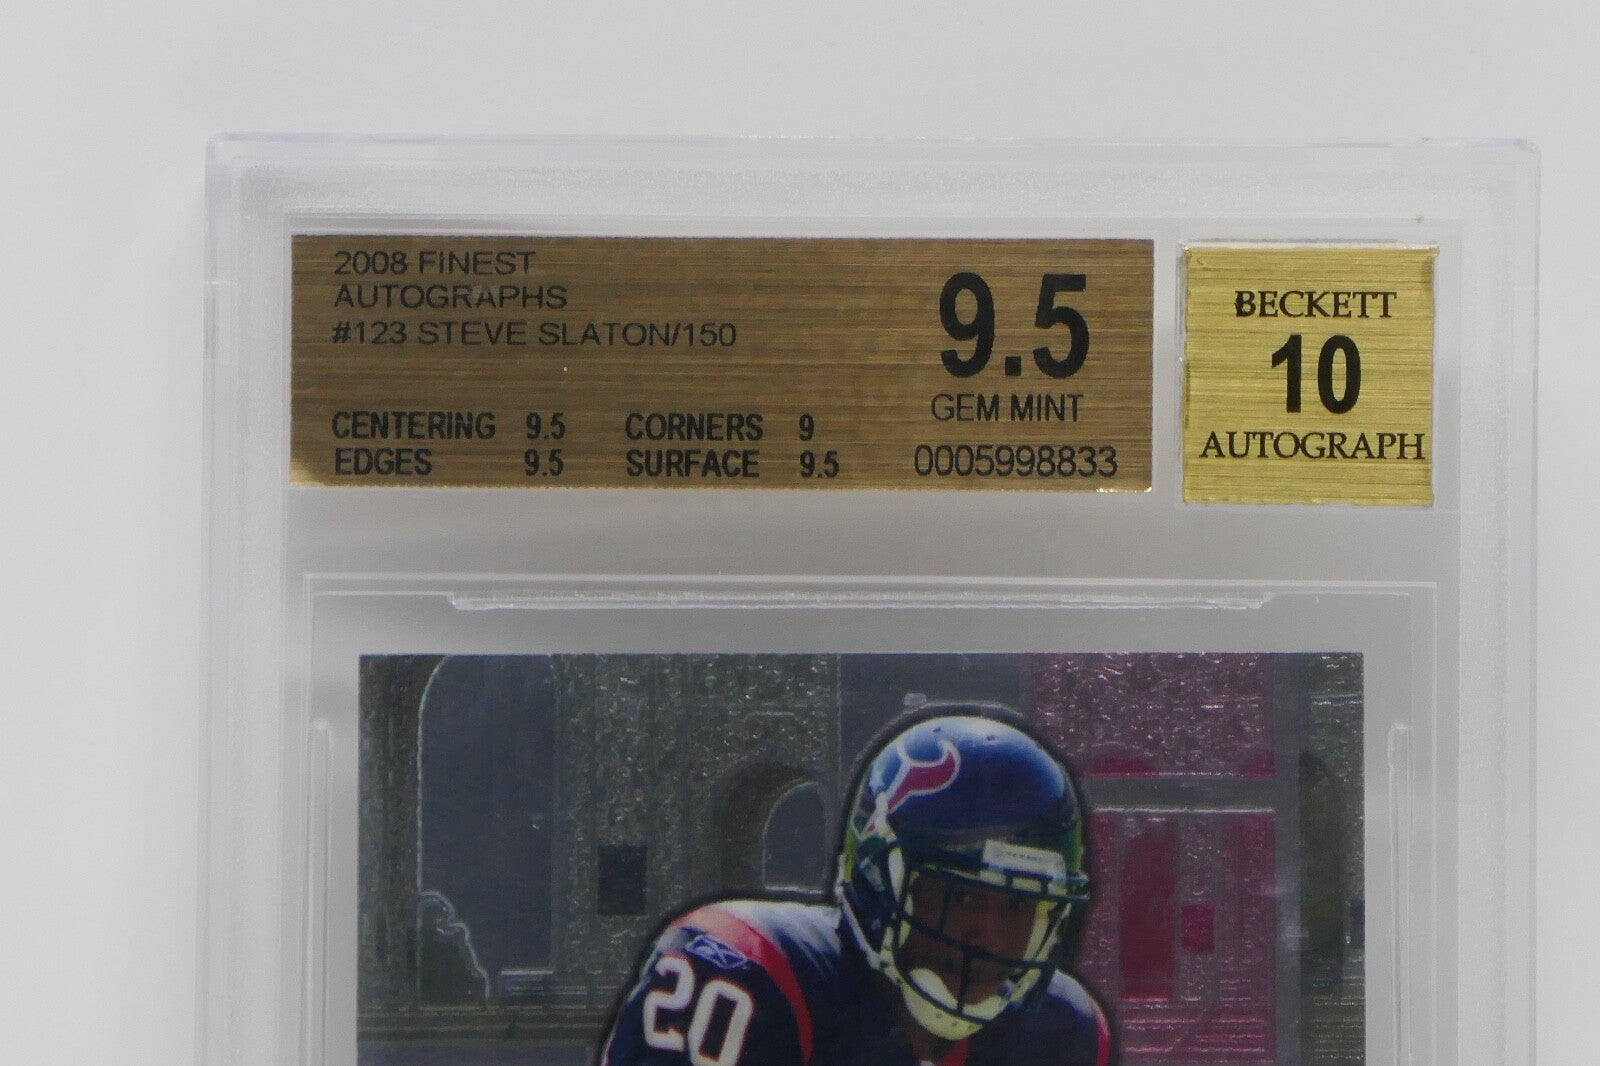 2008 FINEST
AUTOGRAPHS
#123 STEVE SLATON/150
CENTERING 9.5 CORNERS 9
EDGES 9.5 SURFACE 9.5
9.5
GEM MINT
0005998833
BECKETT
10
AUTOGRAPH
20